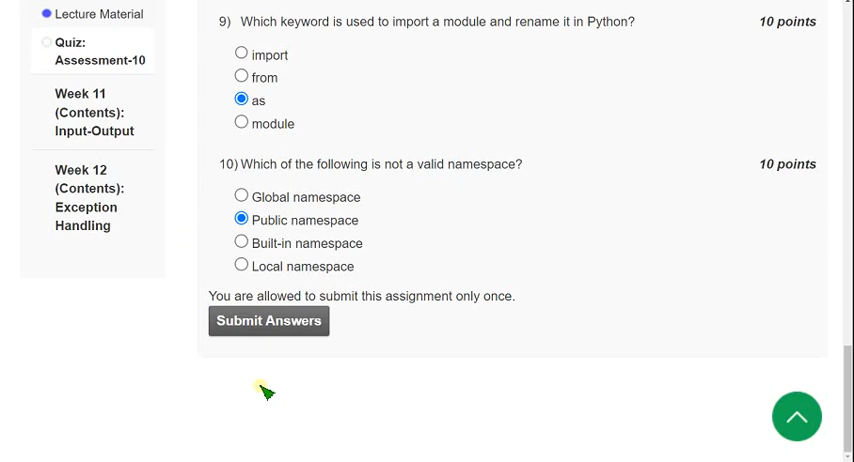 Lecture Material
Quiz:
Assessment-10
Week 11
(Contents):
Input-Output
Week 12
(Contents):
Exception
Handling
9) Which keyword is used to import a module and rename it in Python? 10 points
import
from
as
module
10) Which of the following is not a valid namespace? 10 points
Global namespace
Public namespace
Built-in namespace
Local namespace
You are allowed to submit this assignment only once.
Submit Answers